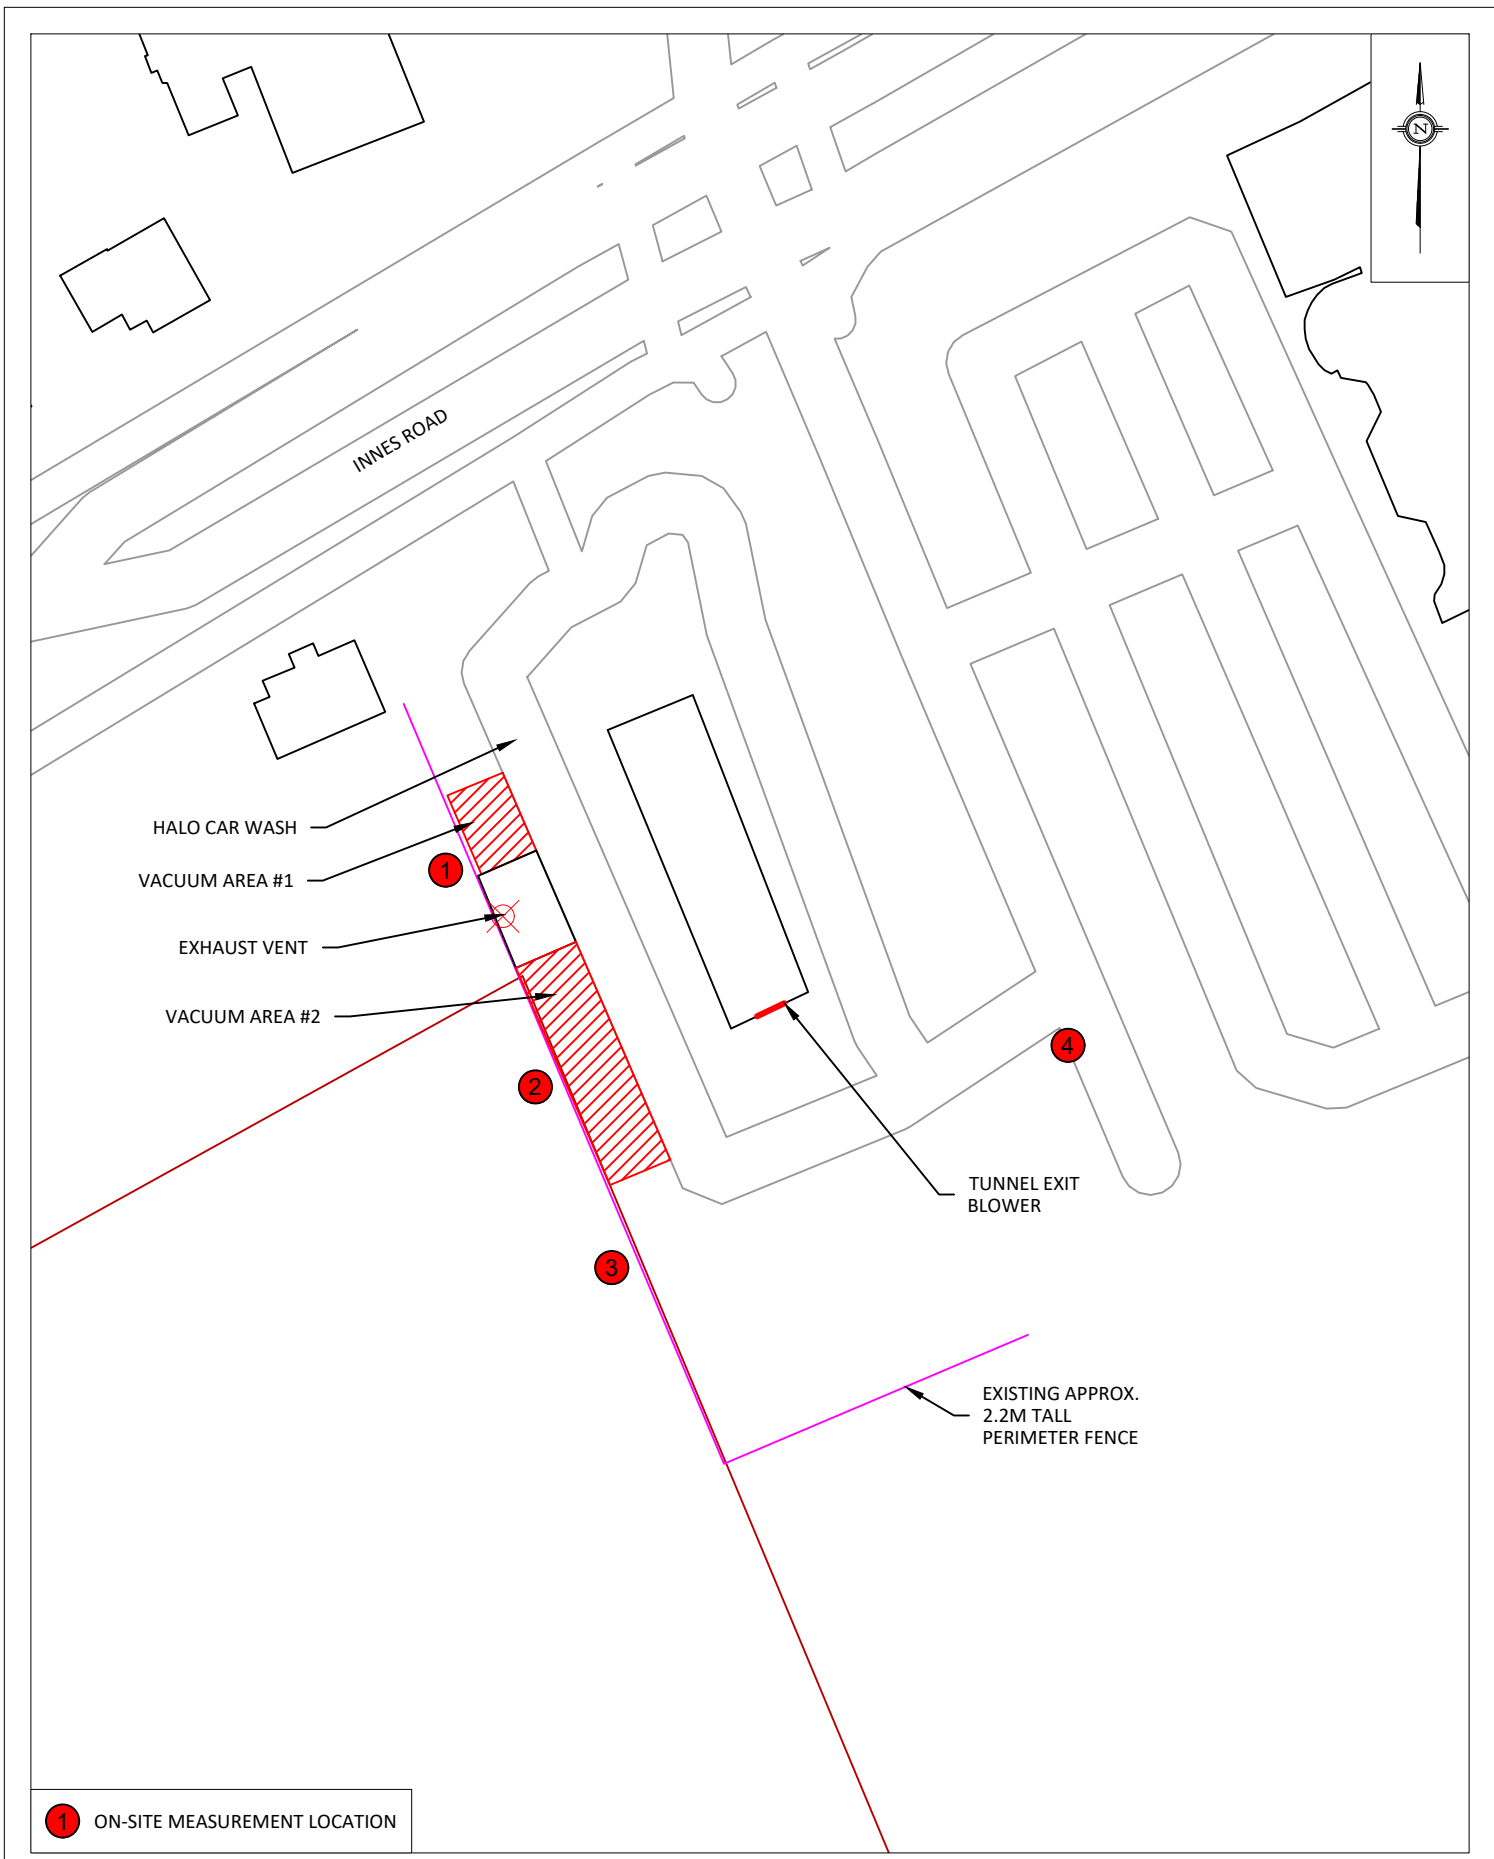 N
INNES ROAD
HALO CAR WASH
VACUUM AREA #1
1
EXHAUST VENT
VACUUM AREA #2
2
4
TUNNEL EXIT
BLOWER
3
EXISTING APPROX.
2.2M TALL
PERIMETER FENCE
1 ON-SITE MEASUREMENT LOCATION